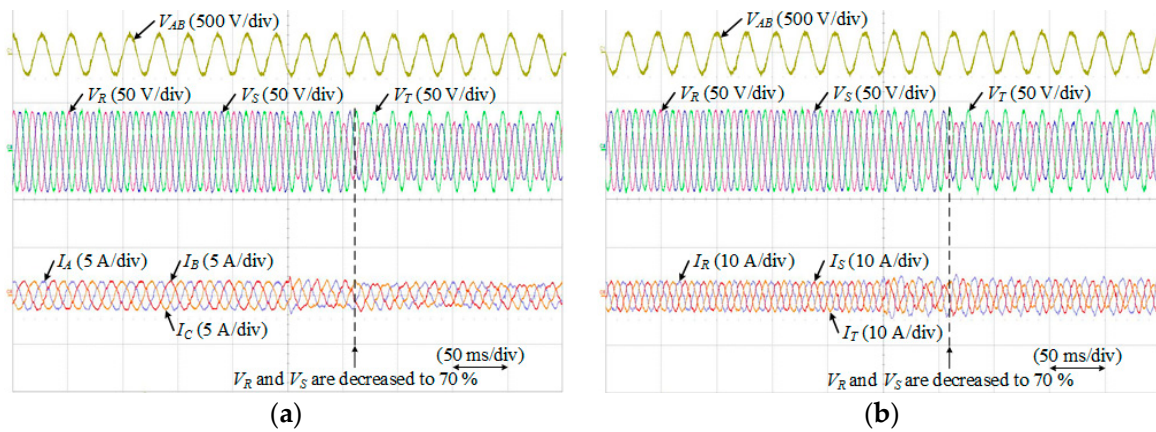 V_AB (500 V/div)
V_R (50 V/div) V_S (50 V/div) V_T (50 V/div)
I_A (5 A/div) I_B (5 A/div)
I_C (5 A/div)
(50 ms/div)
V_R and V_S are decreased to 70 %
(a)
V_AB (500 V/div)
V_R (50 V/div) V_S (50 V/div) V_T (50 V/div)
I_R (10 A/div) I_S (10 A/div)
I_T (10 A/div)
(50 ms/div)
V_R and V_S are decreased to 70 %
(b)